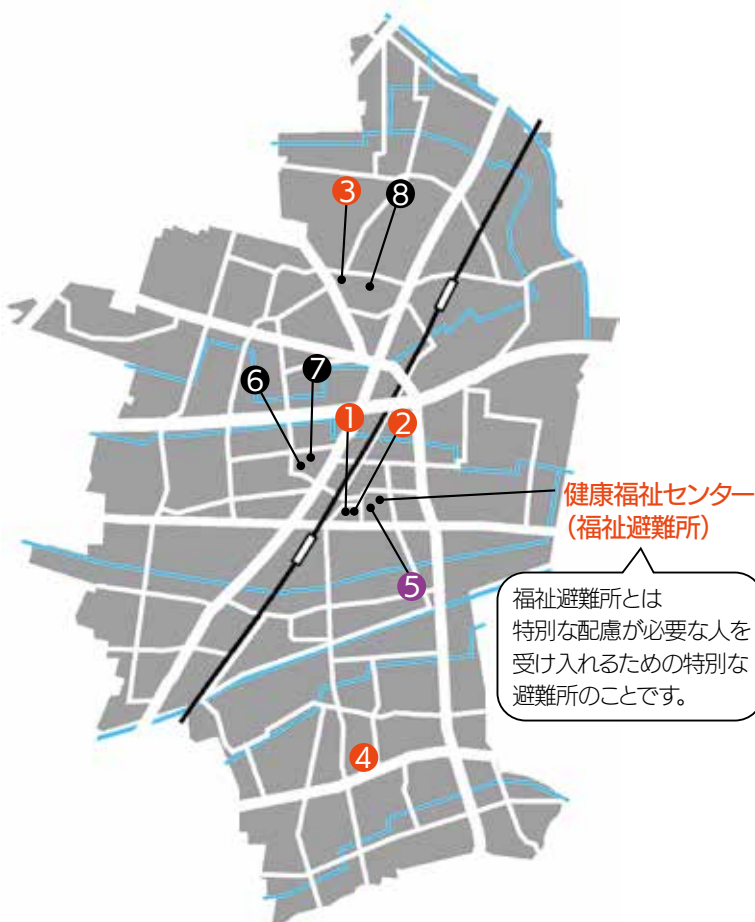 3
8
6
7
1
2
健康福祉センター
（福祉避難所）
5
福祉避難所とは
特別な配慮が必要な人を
受け入れるための特別な
避難所のことです。
4